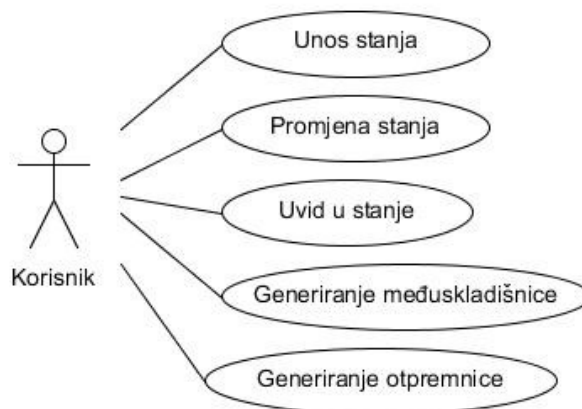 Unos stanja
Promjena stanja
Uvid u stanje
Korisnik
Generiranje međuskladišnice
Generiranje otpremnice